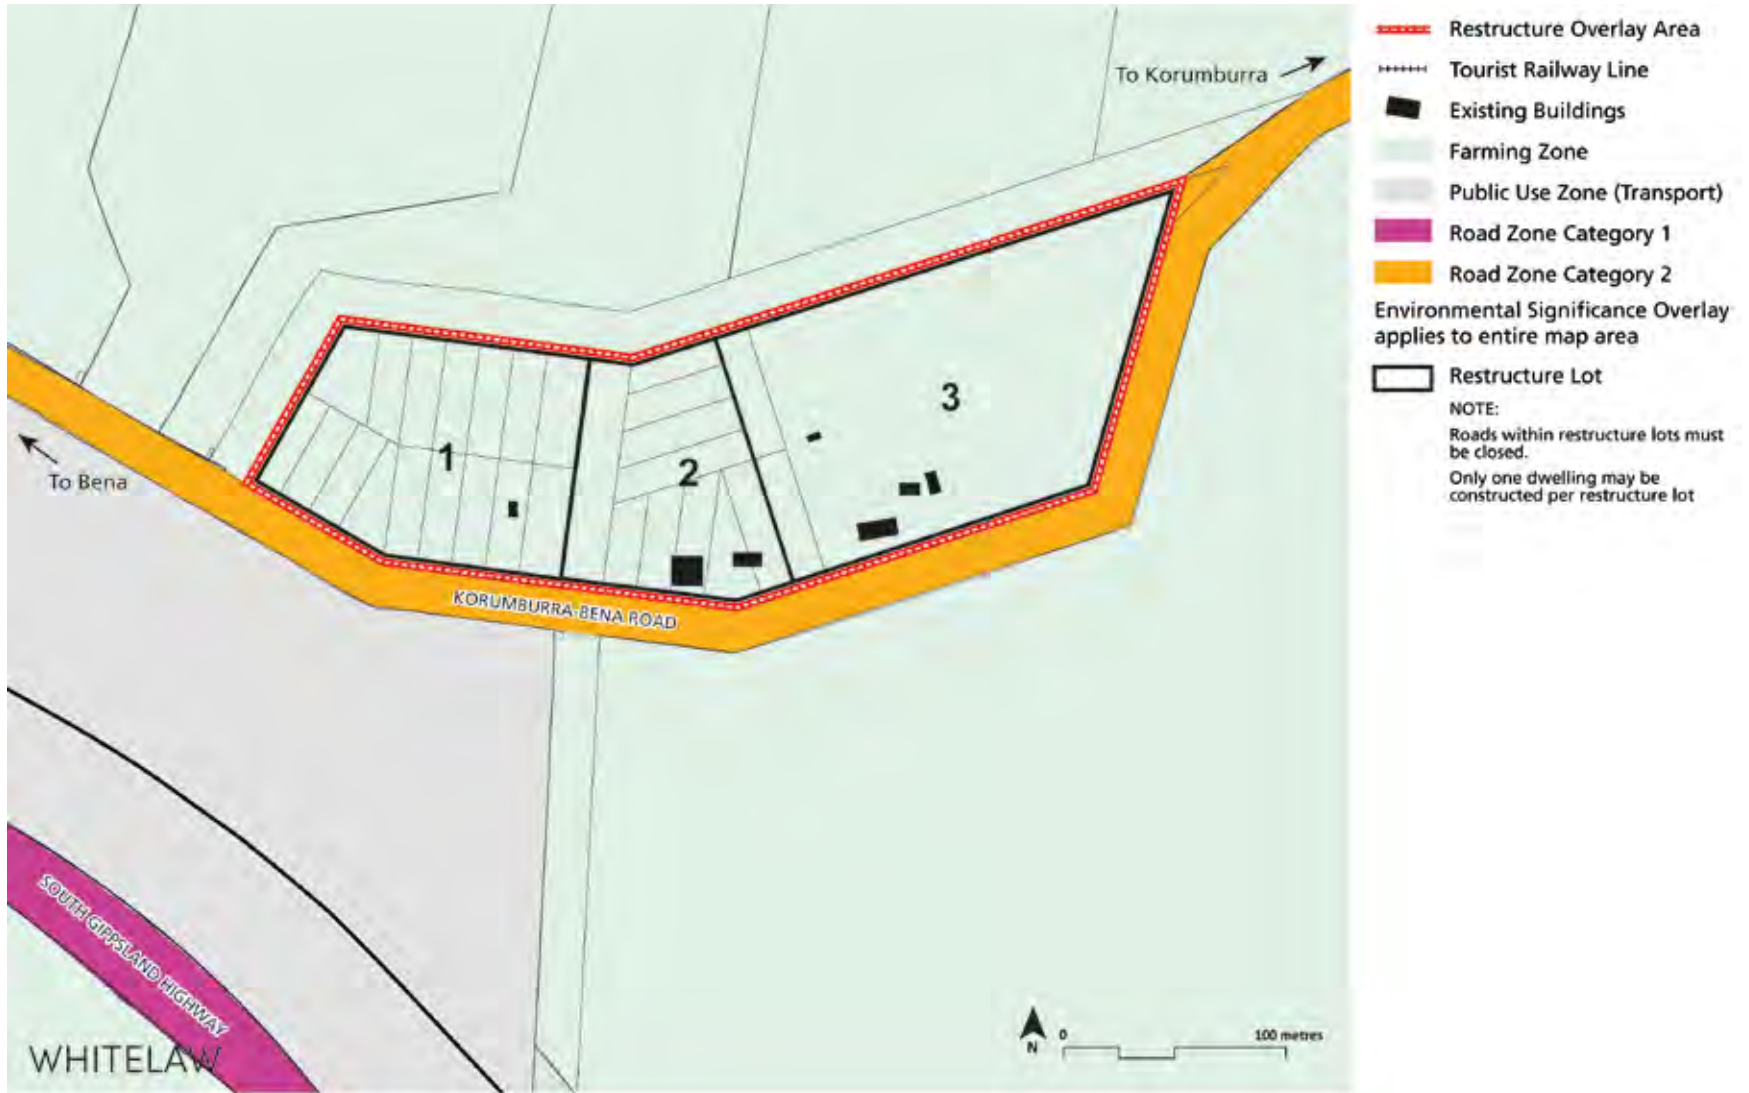 To Korumburra
To Bena
1
2
3
KORUMBURRA-BENA ROAD
SOUTH GIPPSLAND HIGHWAY
WHITELAW
N
0
100 metres
Restructure Overlay Area
Tourist Railway Line
Existing Buildings
Farming Zone
Public Use Zone (Transport)
Road Zone Category 1
Road Zone Category 2
Environmental Significance Overlay
applies to entire map area
Restructure Lot
NOTE:
Roads within restructure lots must
be closed.
Only one dwelling may be
constructed per restructure lot